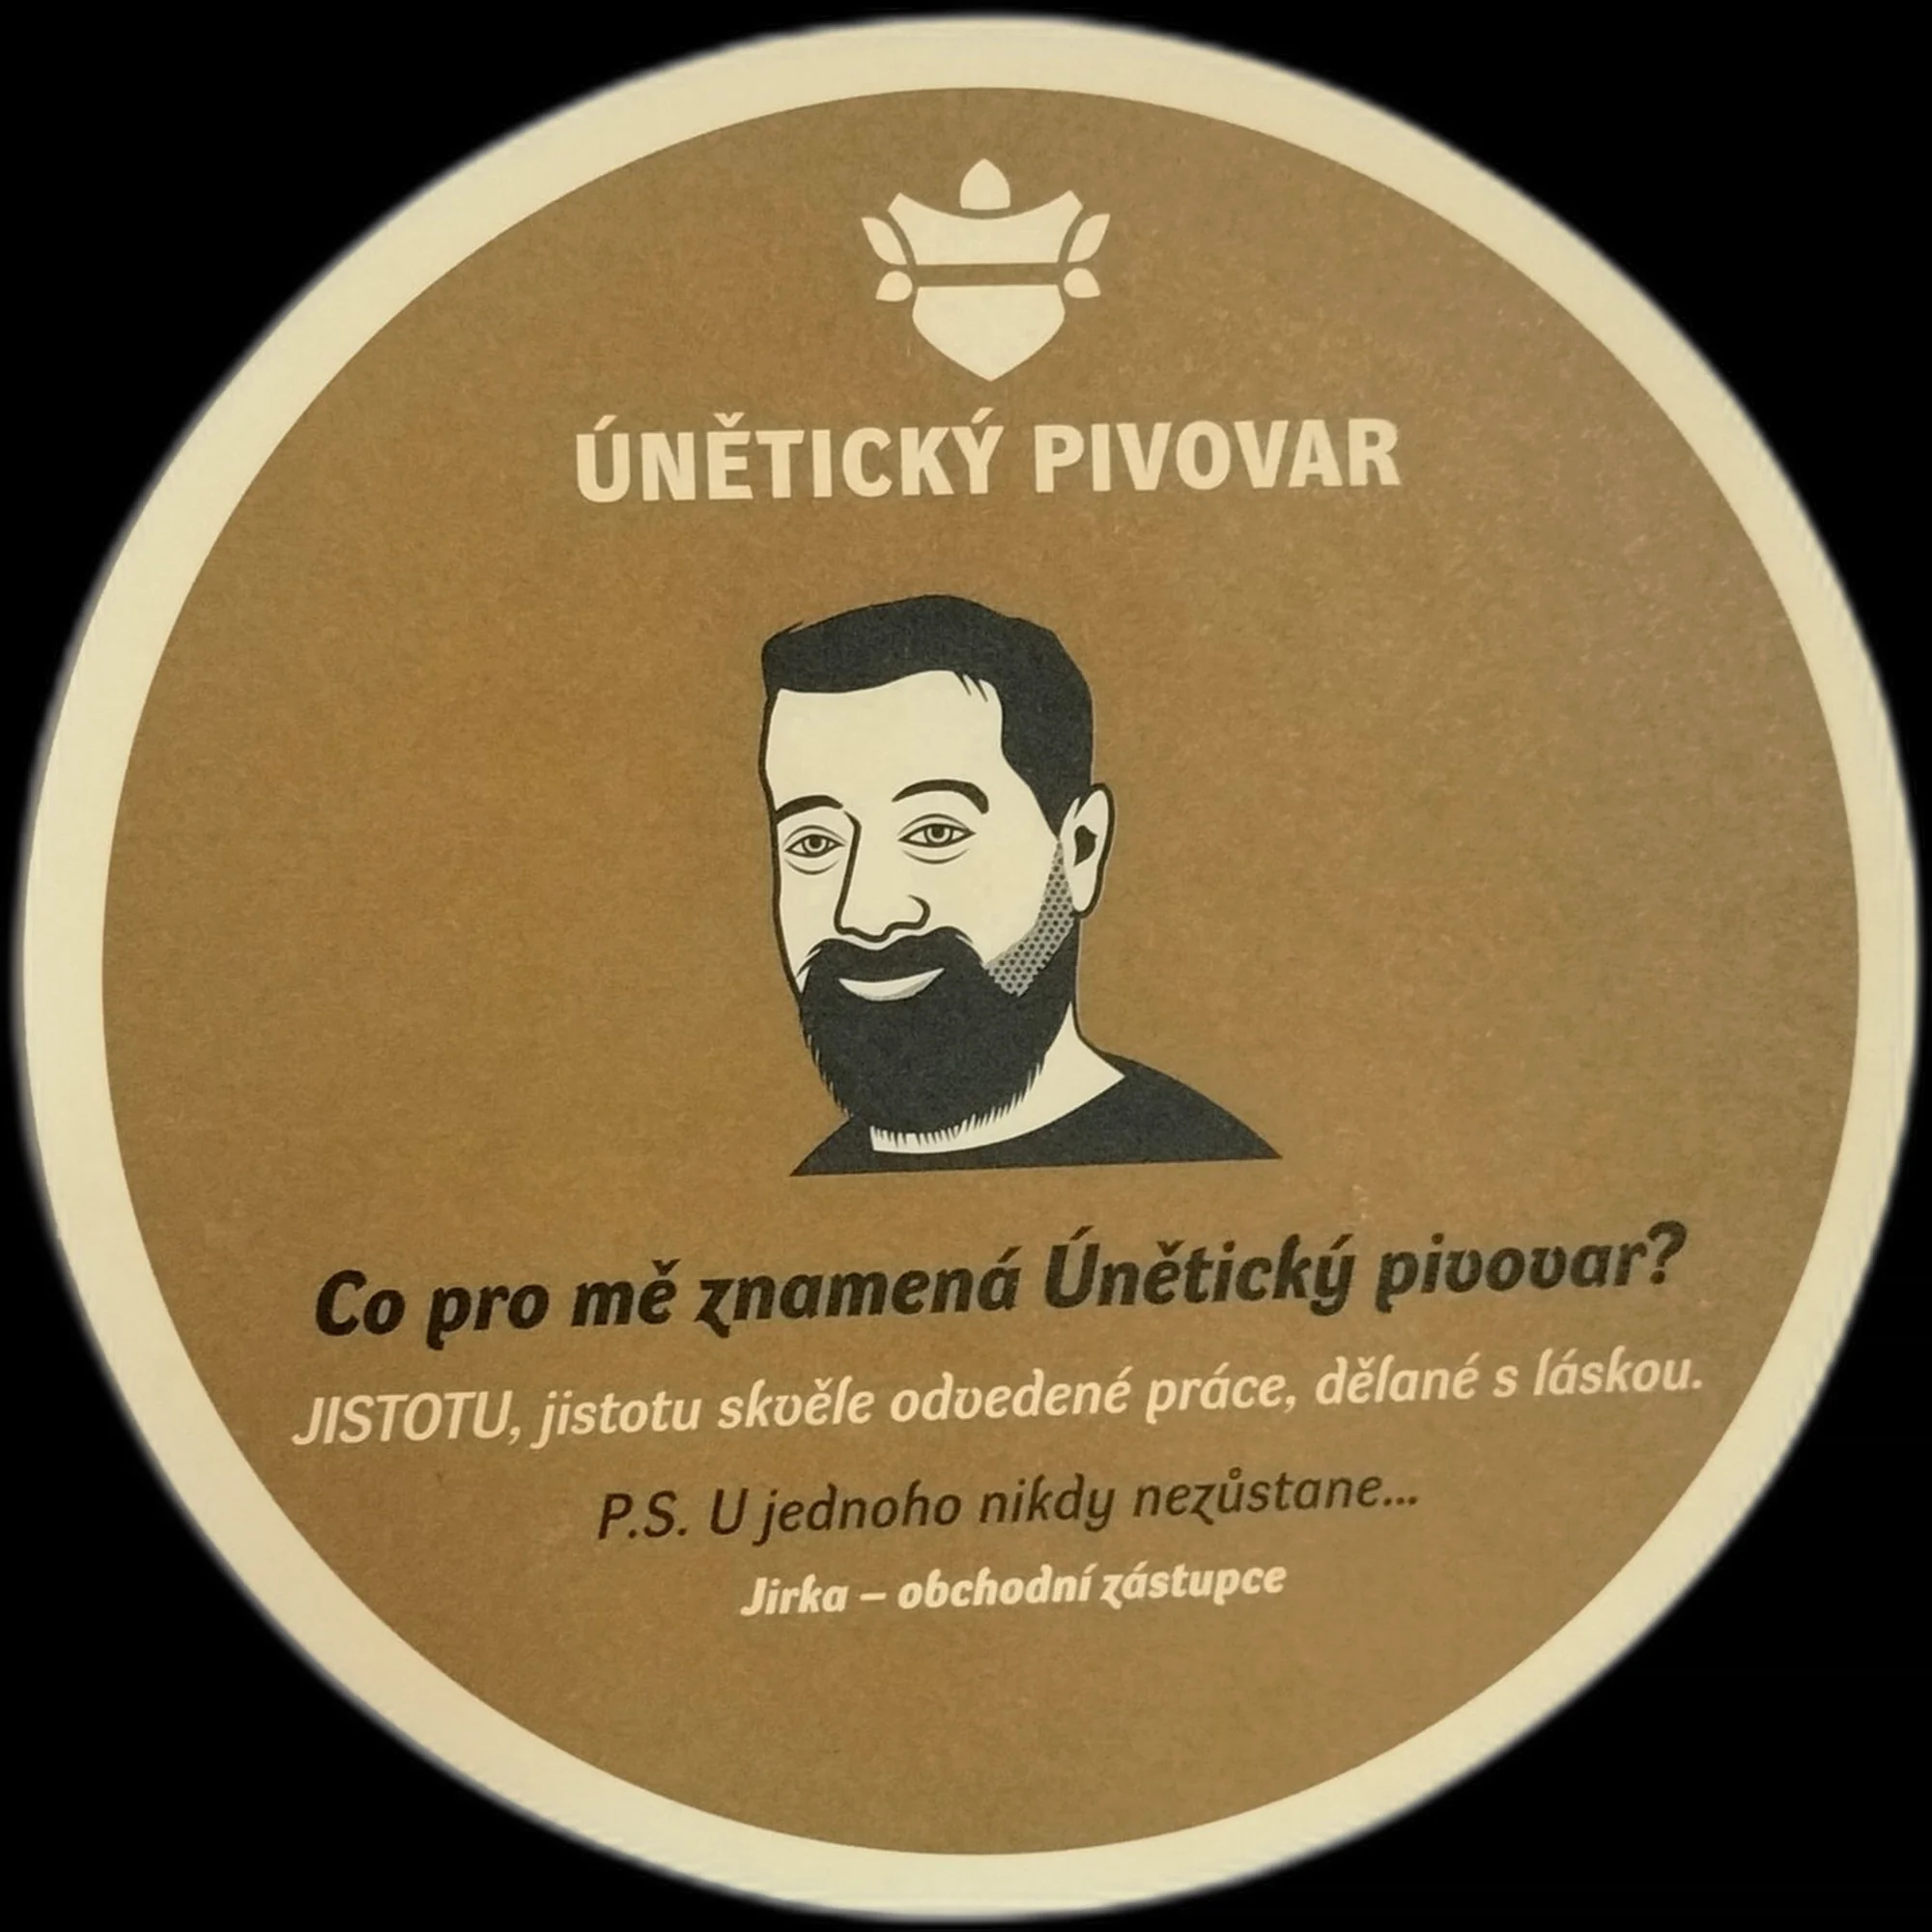 ÚNĚTICKÝ PIVOVAR
Co pro mě znamená Únětický pivovar?
JISTOTU, jistotu skvěle odvedené práce, dělané s láskou.
P.S. U jednoho nikdy nezůstane...
Jirka – obchodní zástupce